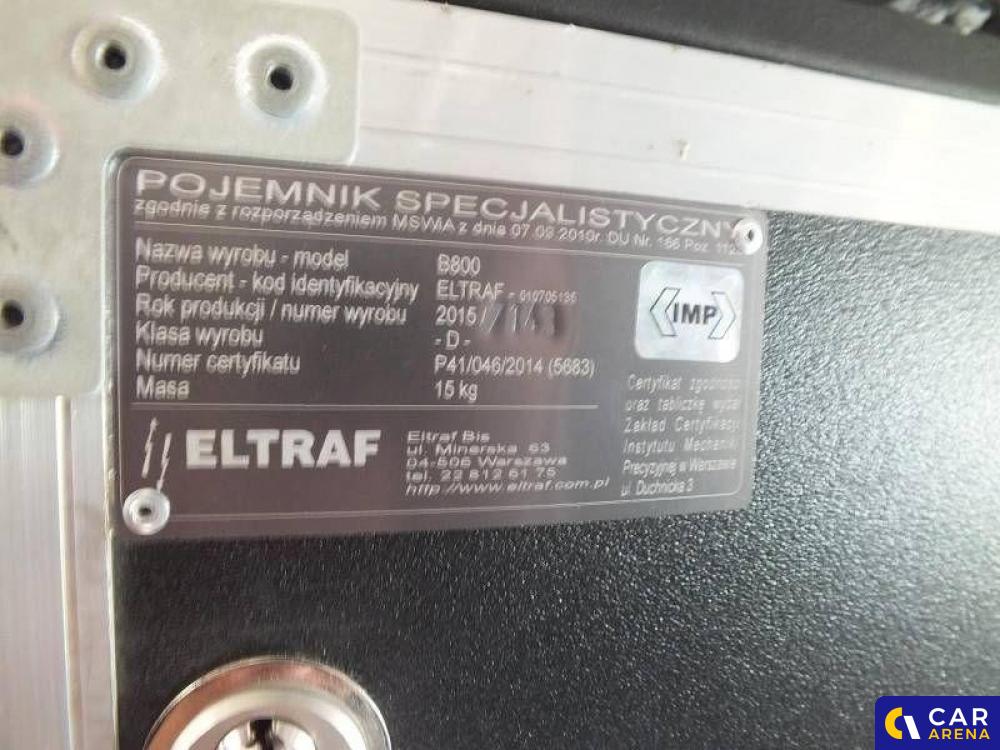 POJEMNIK SPECJALISTYCZNY
zgodnie z rozporządzeniem MSWiA z dnia 07.09.2010r. DU Nr. 166 Poz.
Nazwa wyrobu - model B800
Producent - kod identyfikacyjny ELTRAF -
Rok produkcji / numer wyrobu 2015 /
Klasa wyrobu - D -
Numer certyfikatu P41/046/2014 (5683)
Masa 15 kg
IMP
Certyfikat zgodności
oraz tabliczkę wydał
Zakład Certyfikacji
Instytutu Mechaniki
Precyzyjnej w Warszawie
ul. Duchnicka 3
ELTRAF
Eltraf Bis
ul. Minerska 63
04-506 Warszawa
tel. 22 812 61 75
http://www.eltraf.com.pl
CAR
ARENA